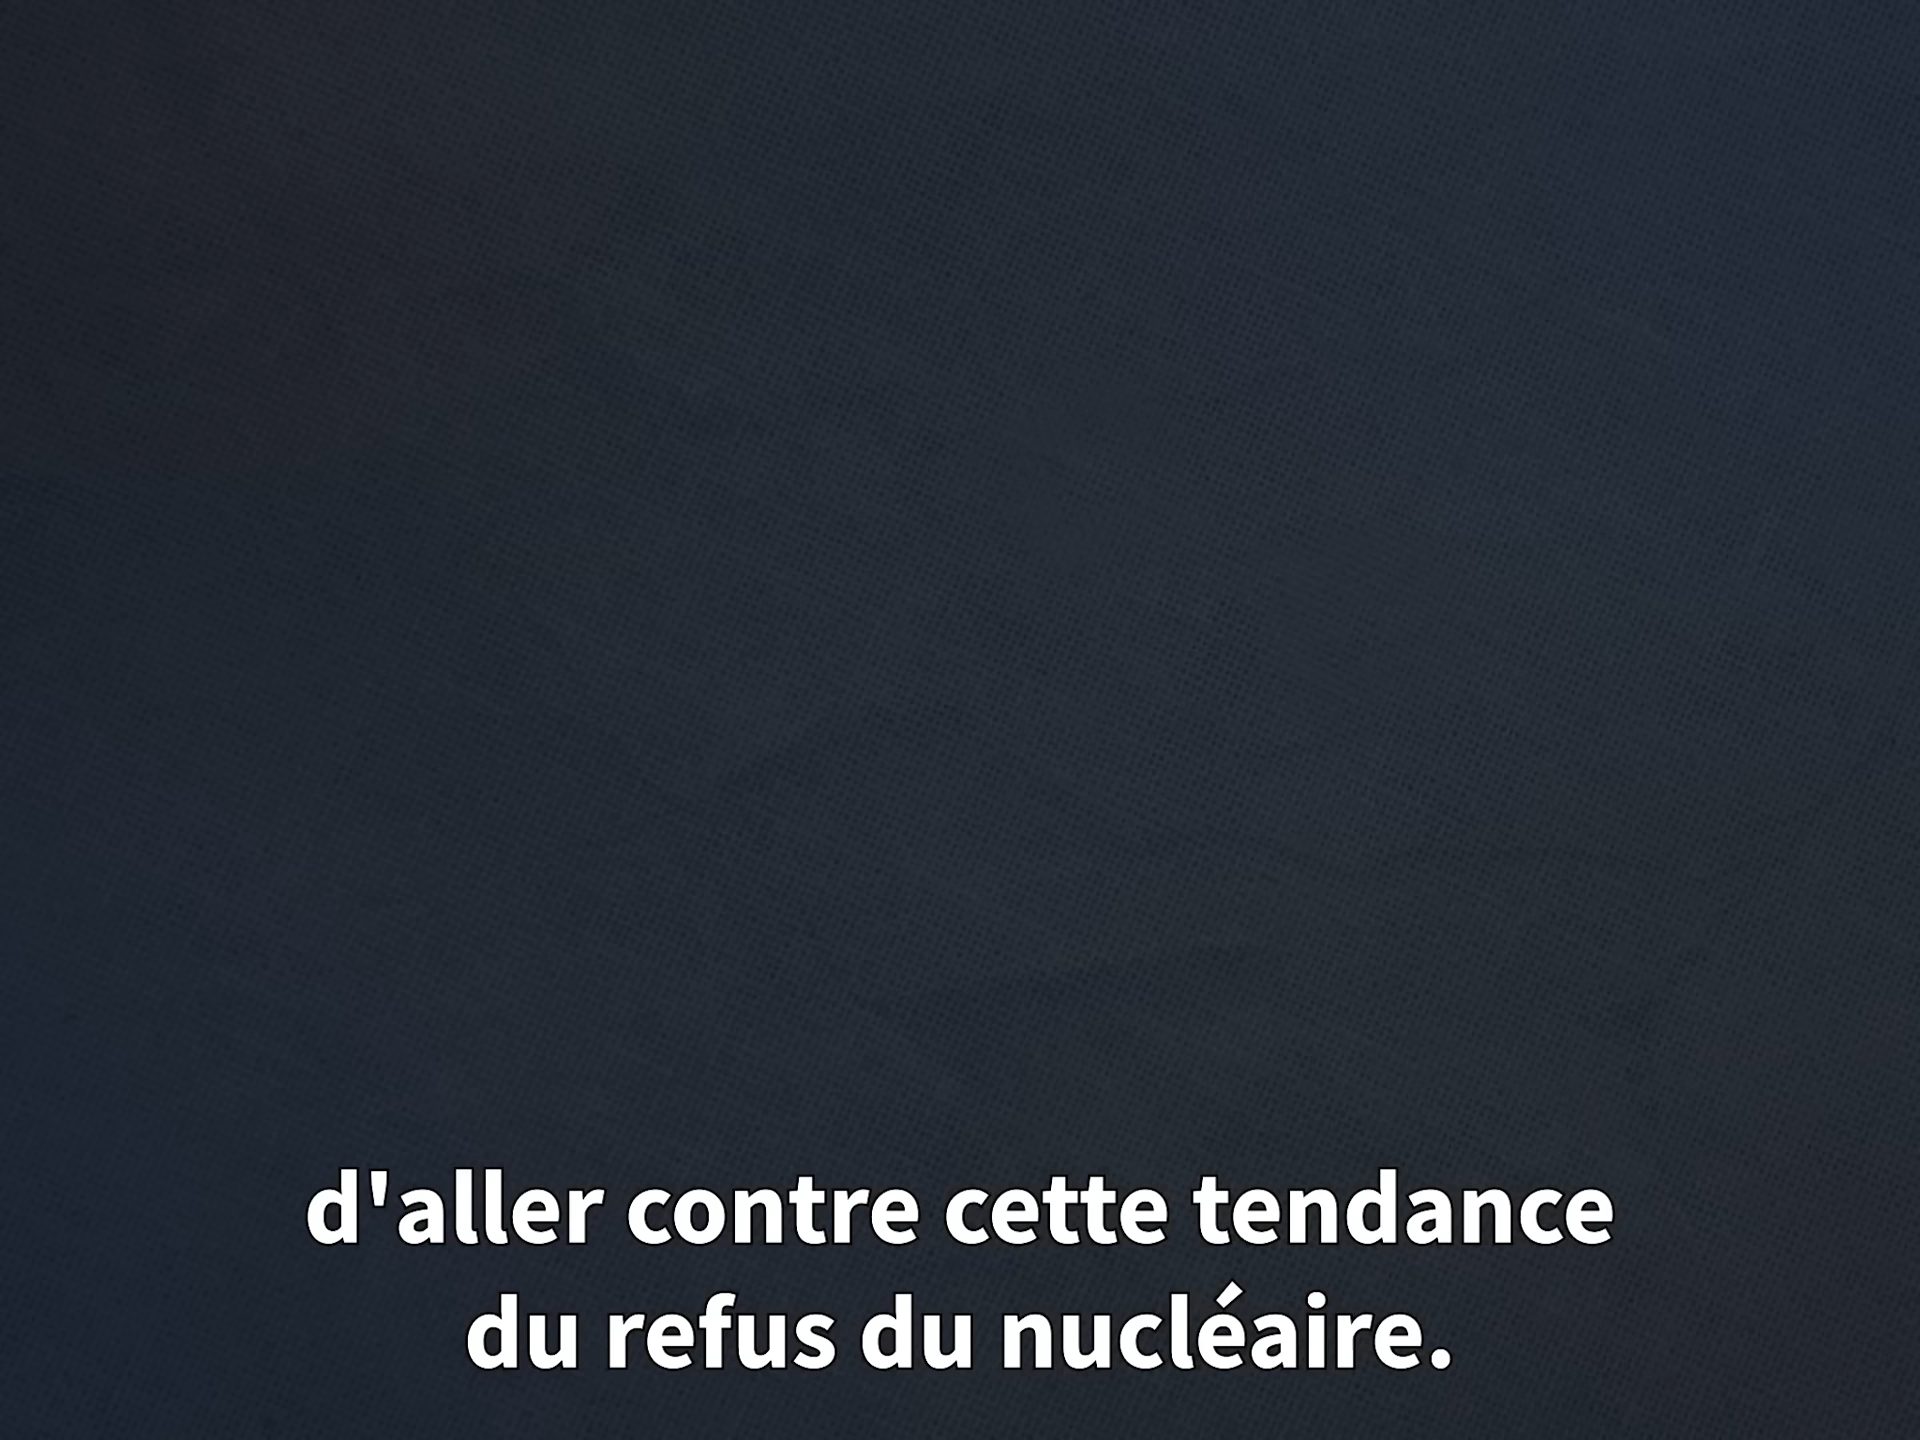 d'aller contre cette tendance
du refus du nucléaire.